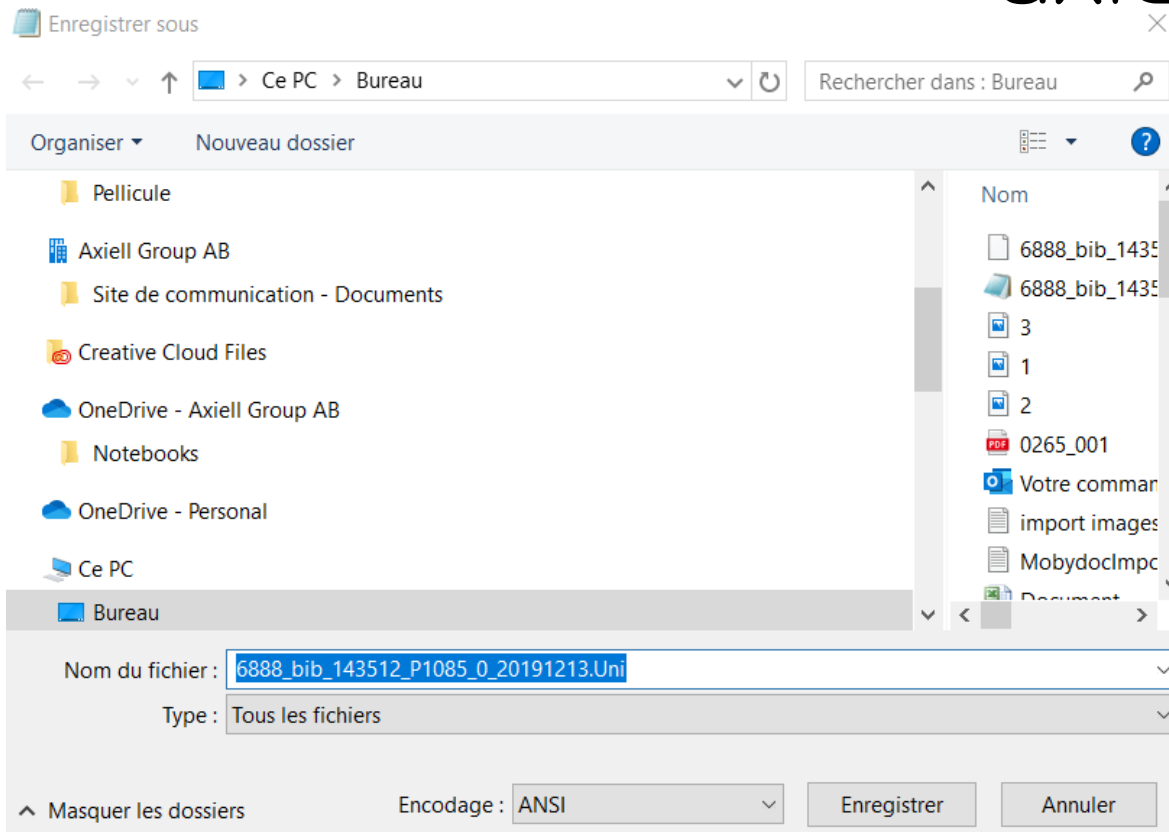 Enregistrer sous
Ce PC > Bureau
Rechercher dans : Bureau
Organiser
Nouveau dossier
?
Pellicule
Axiell Group AB
Site de communication - Documents
Creative Cloud Files
OneDrive - Axiell Group AB
Notebooks
OneDrive - Personal
Ce PC
Bureau
Nom
6888_bib_1435
6888_bib_1435
3
1
2
PDF 0265_001
Votre comman
import images
MobydocImpo
Document
Nom du fichier : 6888_bib_143512_P1085_0_20191213.Uni
Type : Tous les fichiers
Masquer les dossiers
Encodage : ANSI
Enregistrer
Annuler